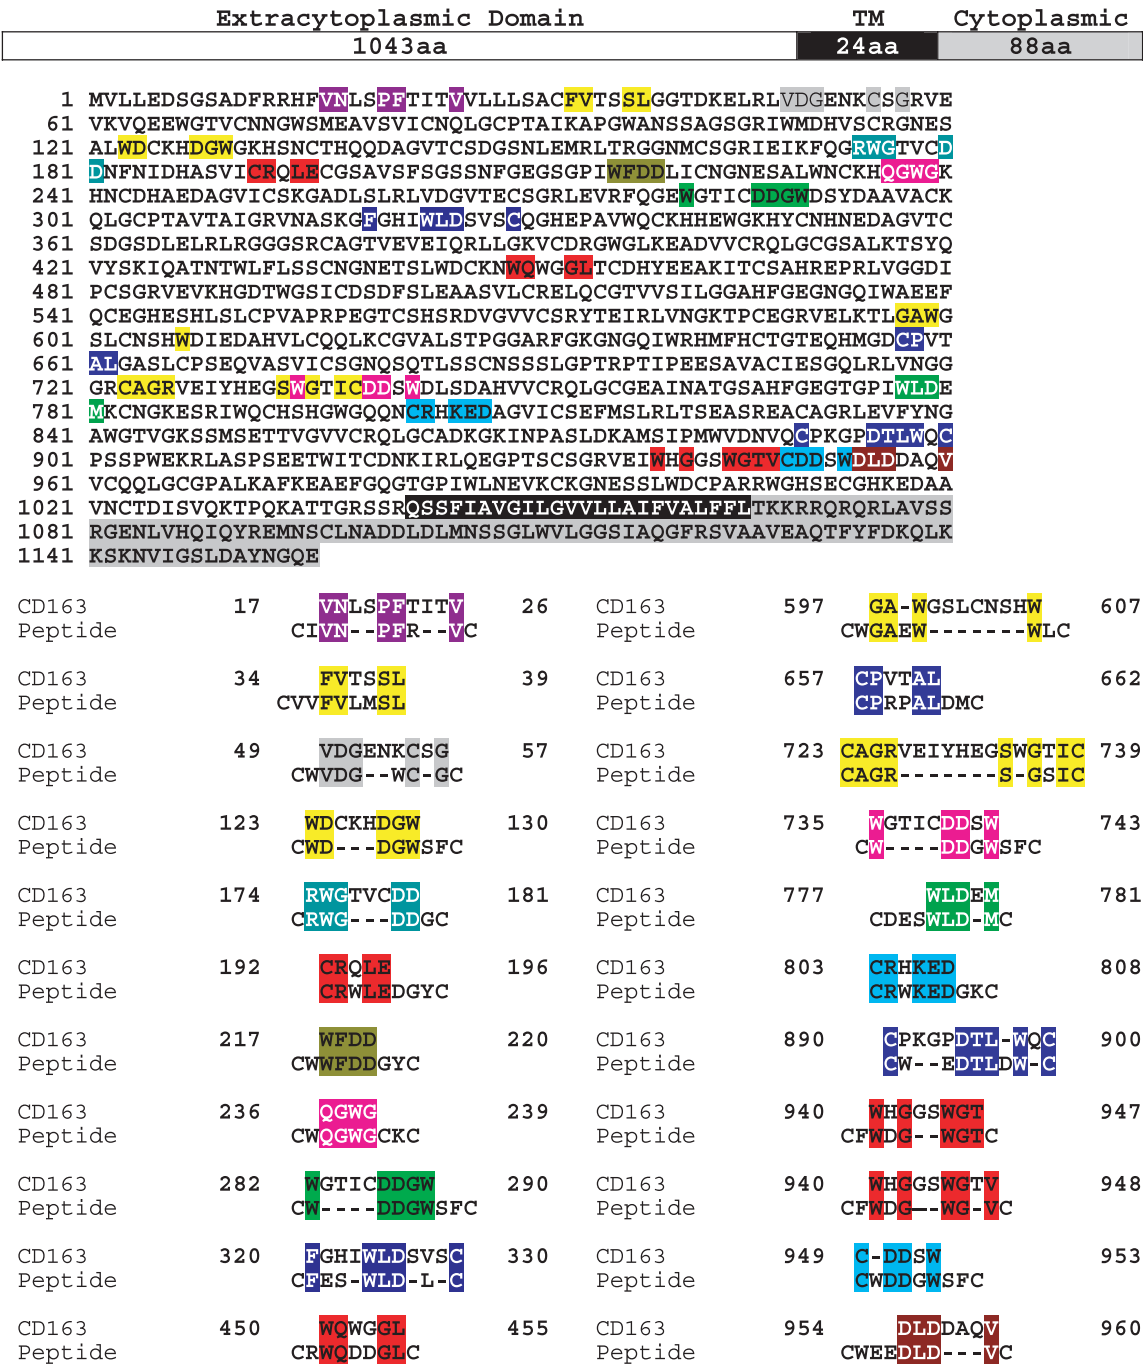 Extracytoplasmic Domain TM Cytoplasmic
1043aa 24aa 88aa
1 MVLLEDSGSADFRRHFVNLSPFTITVVLLLSACFVTSSLGGTDKELRLVDGENKCSGRVE
61 VKVQEEWGTVCNNGWSMEAVSVICNQLGCPTAIKAPGWANSSAGSGRIWMDHVSCRGNES
121 ALWDCKHDGWGKHSNCTHQQDAGVTCSDGSNLEMRLTRGGNMCSGRIEIKFQGRWGTVCD
181 DNFNIDHASVICRQLECGSAVSFSGSSNFGEGSGPIWFDDLICNGNESALWNCKHQGWGK
241 HNCDHAEDAGVICSKGADLSLRLVDGVTECSGRLEVRFQGEWGTICDDGWDSYDAAVACK
301 QLGCPTAVTAIGRVNASKGFGHIWLDSVSCQGHEPAVWQCKHHEWGKHYCNHNEDAGVTC
361 SDGSDLELRLRGGGSRCAGTVEVEIQRLLGKVCDRGWGLKEADVVCRQLGCGSALKTSYQ
421 VYSKIQATNTWLFLSSCNGNETSLWDCKNWQWGGLTCDHYEEAKITCSAHREPRLVGGDI
481 PCSGRVEVKHGDTWGSICDSDFSLEAASVLCRELQCGTVVSILGGAHFGEGNGQIWAEEF
541 QCEGHESHLSLCPVAPRPEGTCSHSRDVGVVCSRYTEIRLVNGKTPCEGRVELKTLGAWG
601 SLCNSHWDIEDAHVLCQQLKCGVALSTPGGARFGKGNGQIWRHMFHCTGTEQHMGDCPVT
661 ALGASLCPSEQVASVICSGNQSQTLSSCNSSSLGPTRPTIPEESAVACIESGQLRLVNGG
721 GRCAGRVEIYHEGSWGTICDDSWDLSDAHVVCRQLGCGEAINATGSAHFGEGTGPIWLDE
781 MKCNGKESRIWQCHSHGWGQQNCRHKEDAGVICSEFMSLRLTSEASREACAGRLEVFYNG
841 AWGTVGKSSMSETTVGVVCRQLGCADKGKINPASLDKAMSIPMWVDNVQCPKGPDTLWQC
901 PSSPWEKRLASPSEETWITCDNKIRLQEGPTSCSGRVEIWHGGSWGTVCDDSWDLDDAQV
961 VCQQLGCGPALKAFKEAEFGQGTGPIWLNEVKCKGNESSLWDCPARRWGHSECGHKEDAA
1021 VNCTDISVQKTPQKATTGRSSRQSSFIAVGILGVVLLAIFVALFFLTKKRRQRQRLAVSS
1081 RGENLVHQIQYREMNSCLNADDLDLMNSSGLWVLGGSIAQGFRSVAAVEAQTFYFDKQLK
1141 KSKNVIGSLDAYNGQE
CD163 17 VNLSPFTITV 26
Peptide CIVN--PFR--VC
CD163 34 FVTSSL 39
Peptide CVVFVLMSL
CD163 49 VDGENKCSG 57
Peptide CWVDG--WC-GC
CD163 123 WDCKHDGW 130
Peptide CWD---DGWSFC
CD163 174 RWGTVCDD 181
Peptide CRWG---DDGC
CD163 192 CRQLE 196
Peptide CRWLEDGYC
CD163 217 WFDD 220
Peptide CWWFDDGYC
CD163 236 QGWG 239
Peptide CWQGWGCKC
CD163 282 WGTICDDGW 290
Peptide CW----DDGWSFC
CD163 320 FGHIWLDSVSC 330
Peptide CFES-WLD-L-C
CD163 450 WQWGGL 455
Peptide CRWQDDGLC
CD163 597 GA-WGSLCNSHW 607
Peptide CWGAEW-------WLC
CD163 657 CPVTAL 662
Peptide CPRPALDMC
CD163 723 CAGRVEIYHEGSWGTIC 739
Peptide CAGR-------S-GSIC
CD163 735 WGTICDDSW 743
Peptide CW----DDGWSFC
CD163 777 WLDEM 781
Peptide CDESWLD-MC
CD163 803 CRHKED 808
Peptide CRWKEDGKC
CD163 890 CPKGPDTL-WQC 900
Peptide CW--EDTLDW-C
CD163 940 WHGGSWGT 947
Peptide CFWDG--WGTC
CD163 940 WHGGSWGTV 948
Peptide CFWDG—WG-VC
CD163 949 C-DDSW 953
Peptide CWDDGWSFC
CD163 954 DLDDAQV 960
Peptide CWEEDLD---VC